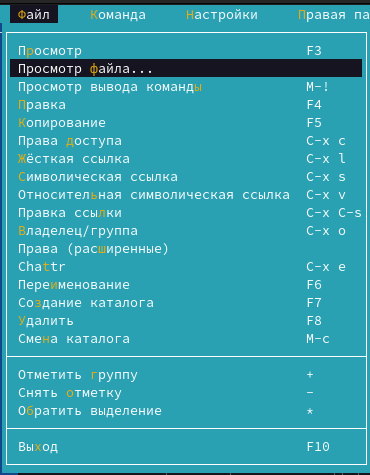 Файл Команда Настройки Правая па
Просмотр F3
Просмотр файла...
Просмотр вывода команды M-!
Правка F4
Копирование F5
Права доступа C-x c
Жёсткая ссылка C-x l
Символическая ссылка C-x s
Относительная символическая ссылка C-x v
Правка ссылки C-x C-s
Владелец/группа C-x o
Права (расширенные)
Chattr C-x e
Переименование F6
Создание каталога F7
Удалить F8
Смена каталога M-c
Отметить группу +
Снять отметку -
Обратить выделение *
Выход F10